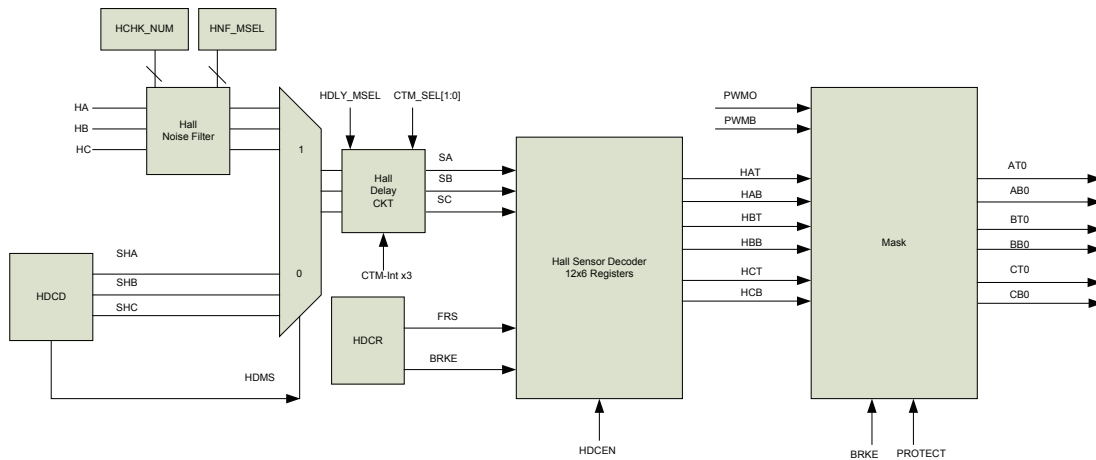 HCHK_NUM
HNF_MSEL
HA
HB
HC
Hall
Noise Filter
1
0
HDLY_MSEL
CTM_SEL[1:0]
Hall
Delay
CKT
SA
SB
SC
CTM-Int x3
HDCD
SHA
SHB
SHC
HDMS
HDCR
FRS
BRKE
Hall Sensor Decoder
12x6 Registers
HDCEN
PWMO
PWMB
HAT
HAB
HBT
HBB
HCT
HCB
Mask
BRKE
PROTECT
AT0
AB0
BT0
BB0
CT0
CB0